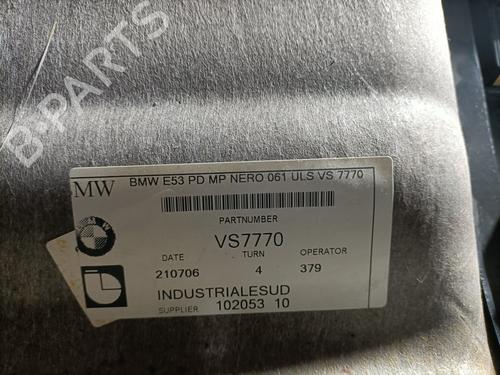 B-PARTS
BMW E53 PD MP NERO 061 ULS VS 7770
MW
PARTNUMBER
VS7770
DATE TURN OPERATOR
210706 4 379
INDUSTRIALESUD
SUPPLIER 102053 10